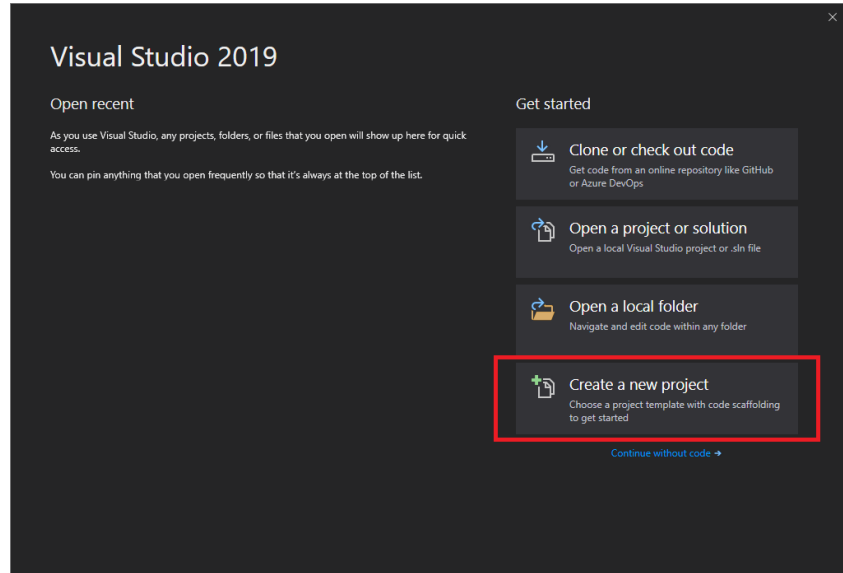 Visual Studio 2019
Open recent
As you use Visual Studio, any projects, folders, or files that you open will show up here for quick
access.
You can pin anything that you open frequently so that it's always at the top of the list.
Get started
Clone or check out code
Get code from an online repository like GitHub
or Azure DevOps
Open a project or solution
Open a local Visual Studio project or .sln file
Open a local folder
Navigate and edit code within any folder
Create a new project
Choose a project template with code scaffolding
to get started
Continue without code →